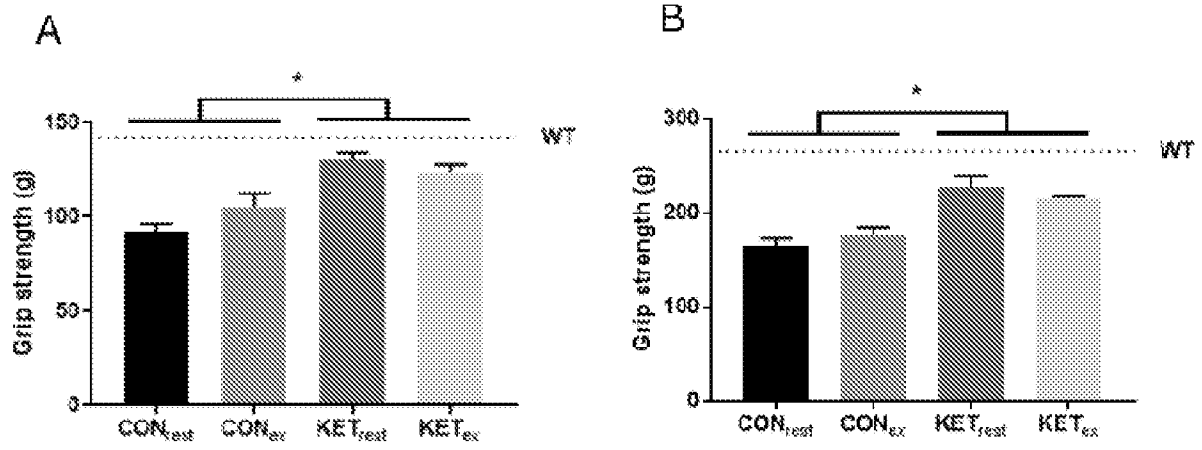 A
*
150
WT
100
50
0
Grip strength (g)
CONrest CONex KETrest KETex
B
*
300
WT
200
100
0
Grip strength (g)
CONrest CONex KETrest KETex